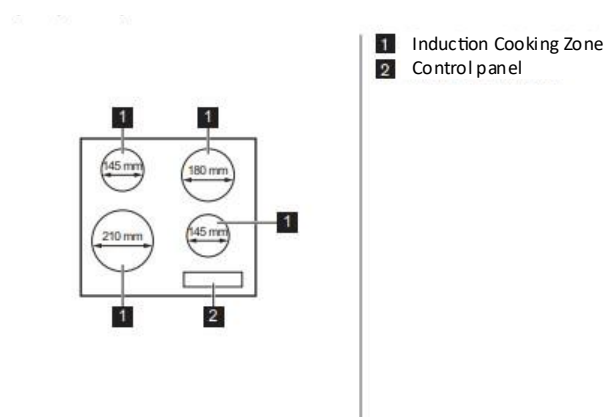 1 Induction Cooking Zone
2 Control panel
1 1
145 mm 180 mm
1
210 mm 145 mm
1 2